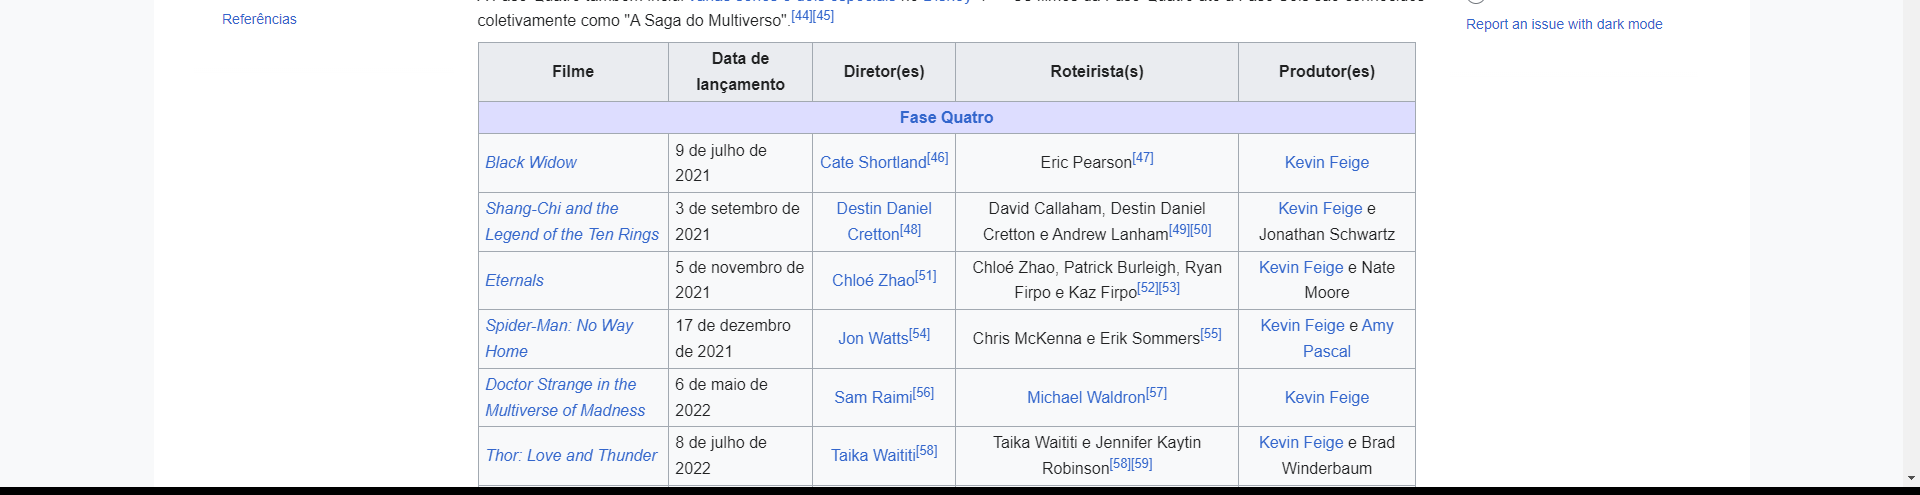 Referências
coletivamente como "A Saga do Multiverso".[44][45]
Report an issue with dark mode
Filme
Data de
lançamento
Diretor(es)
Roteirista(s)
Produtor(es)
Fase Quatro
Black Widow
9 de julho de
2021
Cate Shortland[46]
Eric Pearson[47]
Kevin Feige
Shang-Chi and the
Legend of the Ten Rings
3 de setembro de
2021
Destin Daniel
Cretton[48]
David Callaham, Destin Daniel
Cretton e Andrew Lanham[49][50]
Kevin Feige e
Jonathan Schwartz
Eternals
5 de novembro de
2021
Chloé Zhao[51]
Chloé Zhao, Patrick Burleigh, Ryan
Firpo e Kaz Firpo[52][53]
Kevin Feige e Nate
Moore
Spider-Man: No Way
Home
17 de dezembro
de 2021
Jon Watts[54]
Chris McKenna e Erik Sommers[55]
Kevin Feige e Amy
Pascal
Doctor Strange in the
Multiverse of Madness
6 de maio de
2022
Sam Raimi[56]
Michael Waldron[57]
Kevin Feige
Thor: Love and Thunder
8 de julho de
2022
Taika Waititi[58]
Taika Waititi e Jennifer Kaytin
Robinson[58][59]
Kevin Feige e Brad
Winderbaum